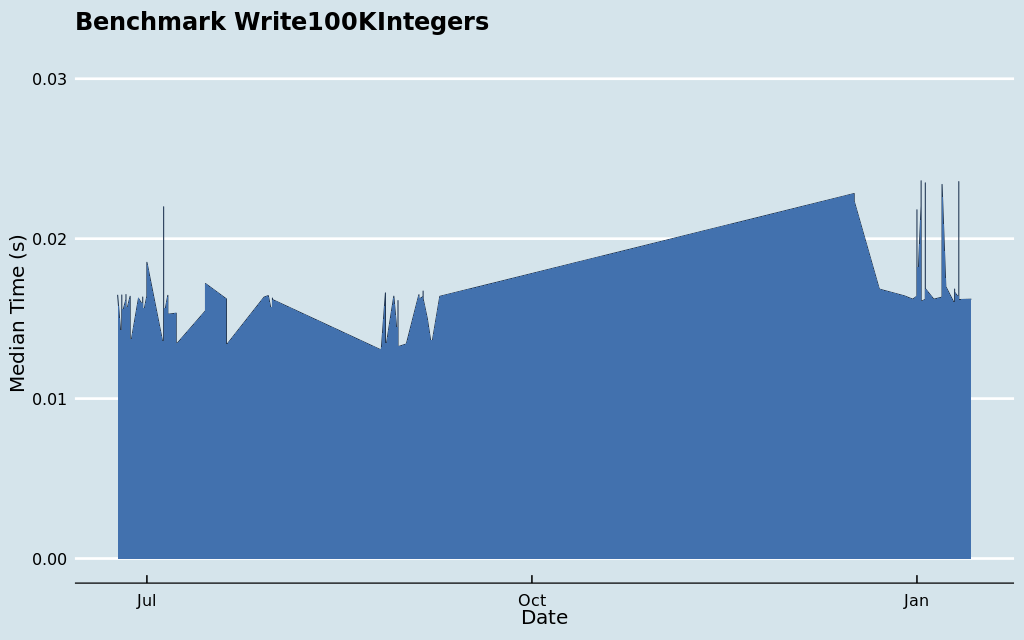 Benchmark Write100KIntegers
Median Time (s)
0.03
0.02
0.01
0.00
Jul
Oct
Jan
Date